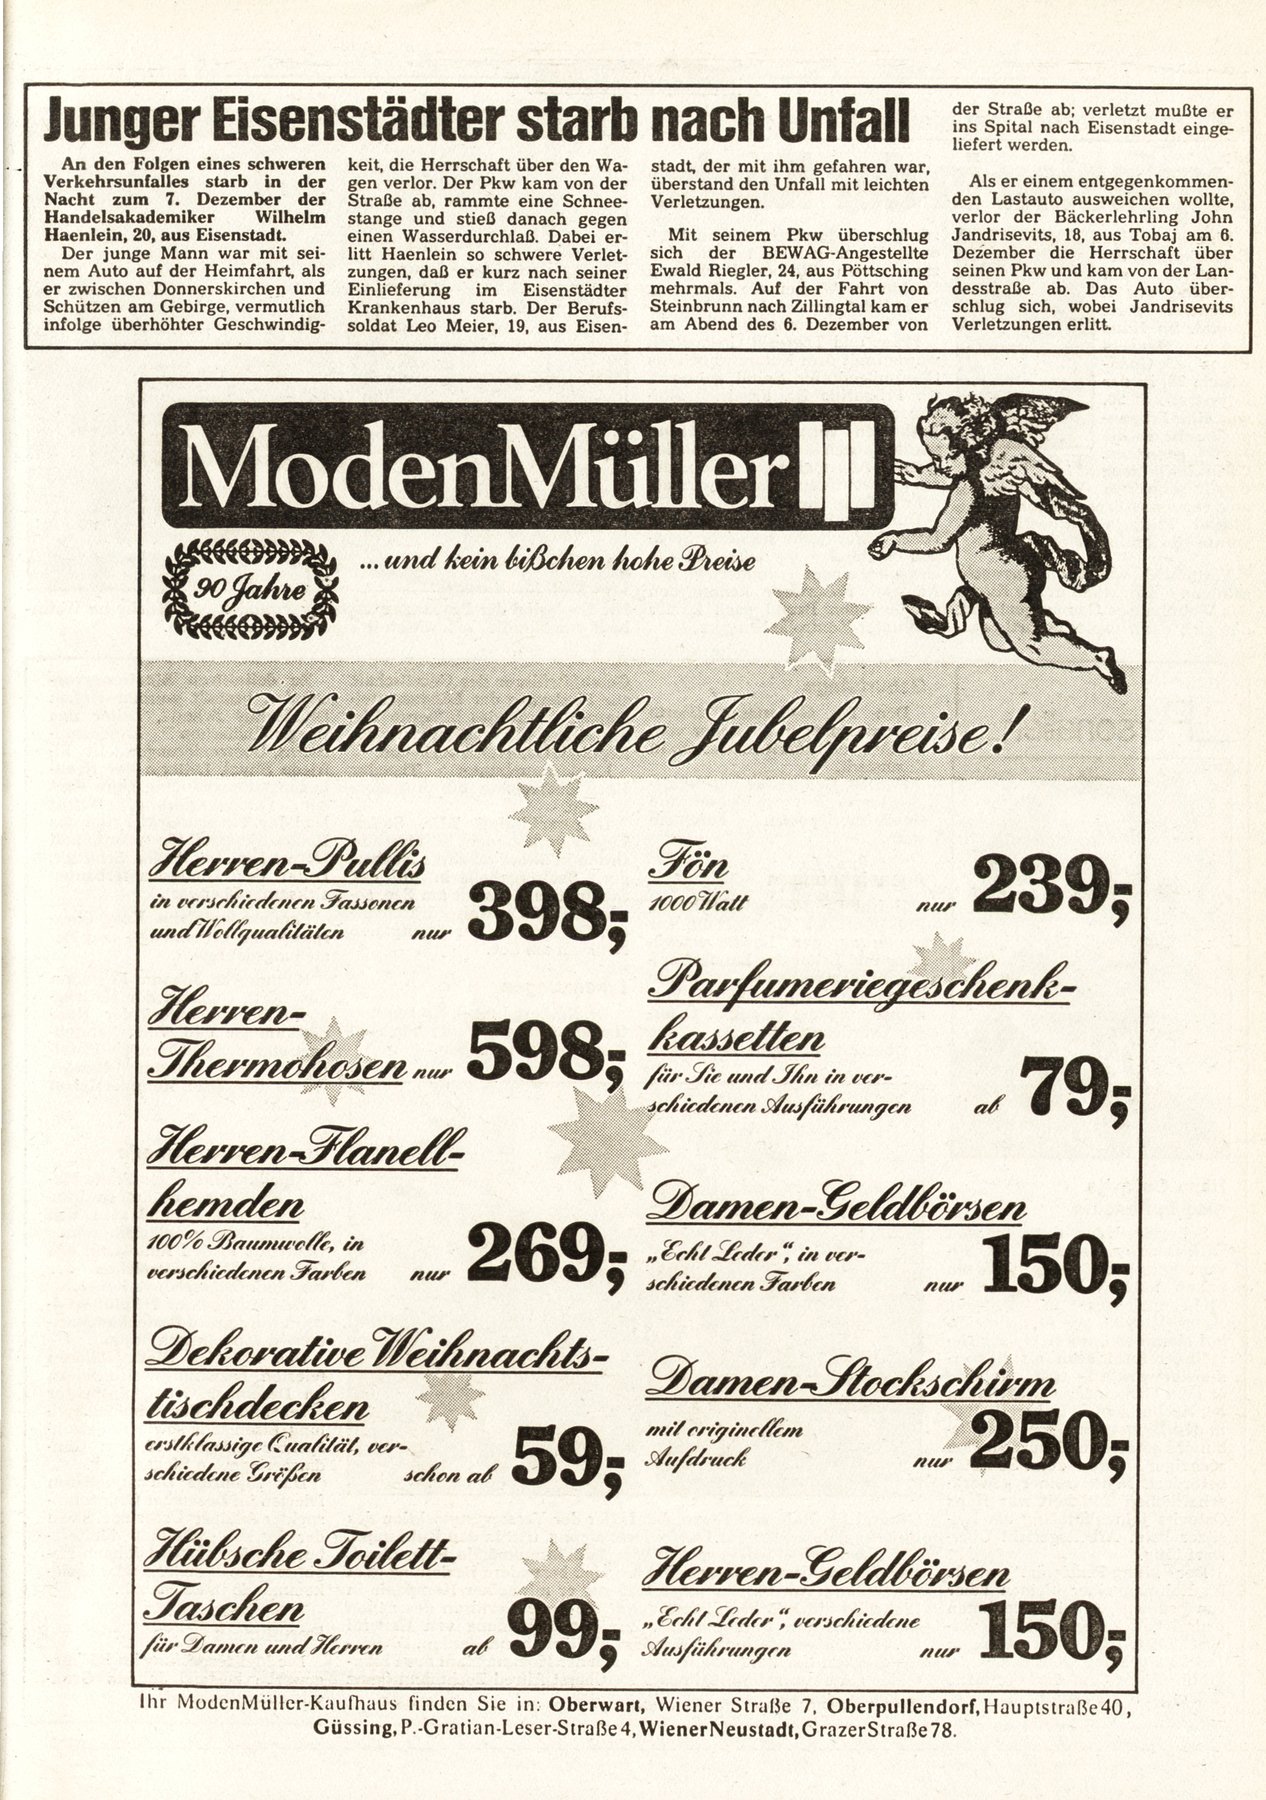 Junger Eisenstädter starb nach Unfall
An den Folgen eines schweren
Verkehrsunfalles starb in der
Nacht zum 7. Dezember der
Handelsakademiker Wilhelm
Haenlein, 20, aus Eisenstadt.
Der junge Mann war mit sei-
nem Auto auf der Heimfahrt, als
er zwischen Donnerskirchen und
Schützen am Gebirge, vermutlich
infolge überhöhter Geschwindig-
keit, die Herrschaft über den Wa-
gen verlor. Der Pkw kam von der
Straße ab, rammte eine Schnee-
stange und stieß danach gegen
einen Wasserdurchlaß. Dabei er-
litt Haenlein so schwere Verlet-
zungen, daß er kurz nach seiner
Einlieferung im Eisenstädter
Krankenhaus starb. Der Berufs-
soldat Leo Meier, 19, aus Eisen-
stadt, der mit ihm gefahren war,
überstand den Unfall mit leichten
Verletzungen.
Mit seinem Pkw überschlug
sich der BEWAG-Angestellte
Ewald Riegler, 24, aus Pöttsching
mehrmals. Auf der Fahrt von
Steinbrunn nach Zillingtal kam er
am Abend des 6. Dezember von
der Straße ab; verletzt mußte er
ins Spital nach Eisenstadt einge-
liefert werden.
Als er einem entgegenkommen-
den Lastauto ausweichen wollte,
verlor der Bäckerlehrling John
Jandrisevits, 18, aus Tobaj am 6.
Dezember die Herrschaft über
seinen Pkw und kam von der Lan-
desstraße ab. Das Auto über-
schlug sich, wobei Jandrisevits
Verletzungen erlitt.
ModenMüller
90 Jahre
... und kein bißchen hohe Preise
Weihnachtliche Jubelpreise!
Herren-Pullis
in verschiedenen Fassonen
und Wollqualitäten nur 398,-
Herren-
Thermohosen nur 598,-
Herren-Flanell-
hemden
100% Baumwolle, in
verschiedenen Farben nur 269,-
Dekorative Weihnachts-
tischdecken
erstklassige Qualität, ver-
schiedene Größen schon ab 59,-
Hübsche Toilett-
Taschen
für Damen und Herren ab 99,-
Fön
1000 Watt nur 239,-
Parfumeriegeschenk-
kassetten
für Sie und Ihn in ver-
schiedenen Ausführungen ab 79,-
Damen-Geldbörsen
„Echt Leder“, in ver-
schiedenen Farben nur 150,-
Damen-Stockschirm
mit originellem
Aufdruck nur 250,-
Herren-Geldbörsen
„Echt Leder“, verschiedene
Ausführungen nur 150,-
Ihr ModenMüller-Kaufhaus finden Sie in: Oberwart, Wiener Straße 7, Oberpullendorf, Hauptstraße 40,
Güssing, P.-Gratian-Leser-Straße 4, Wiener Neustadt, Grazer Straße 78.